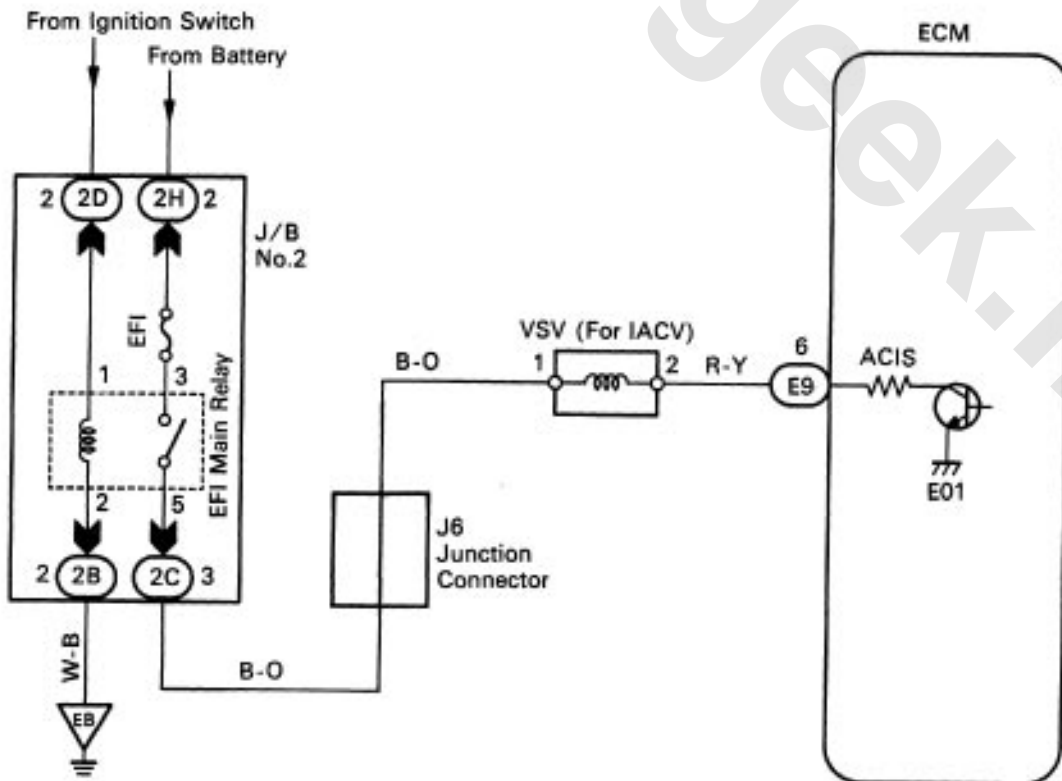 From Ignition Switch
From Battery
ECM
2 2D 2H 2
J/B
No.2
EFI
1 3
EFI Main Relay
2 5
2 2B 2C 3
W-B
EB
B-O
J6
Junction
Connector
B-O
VSV (For IACV)
1 2
R-Y
6
E9
ACIS
E01
geek.